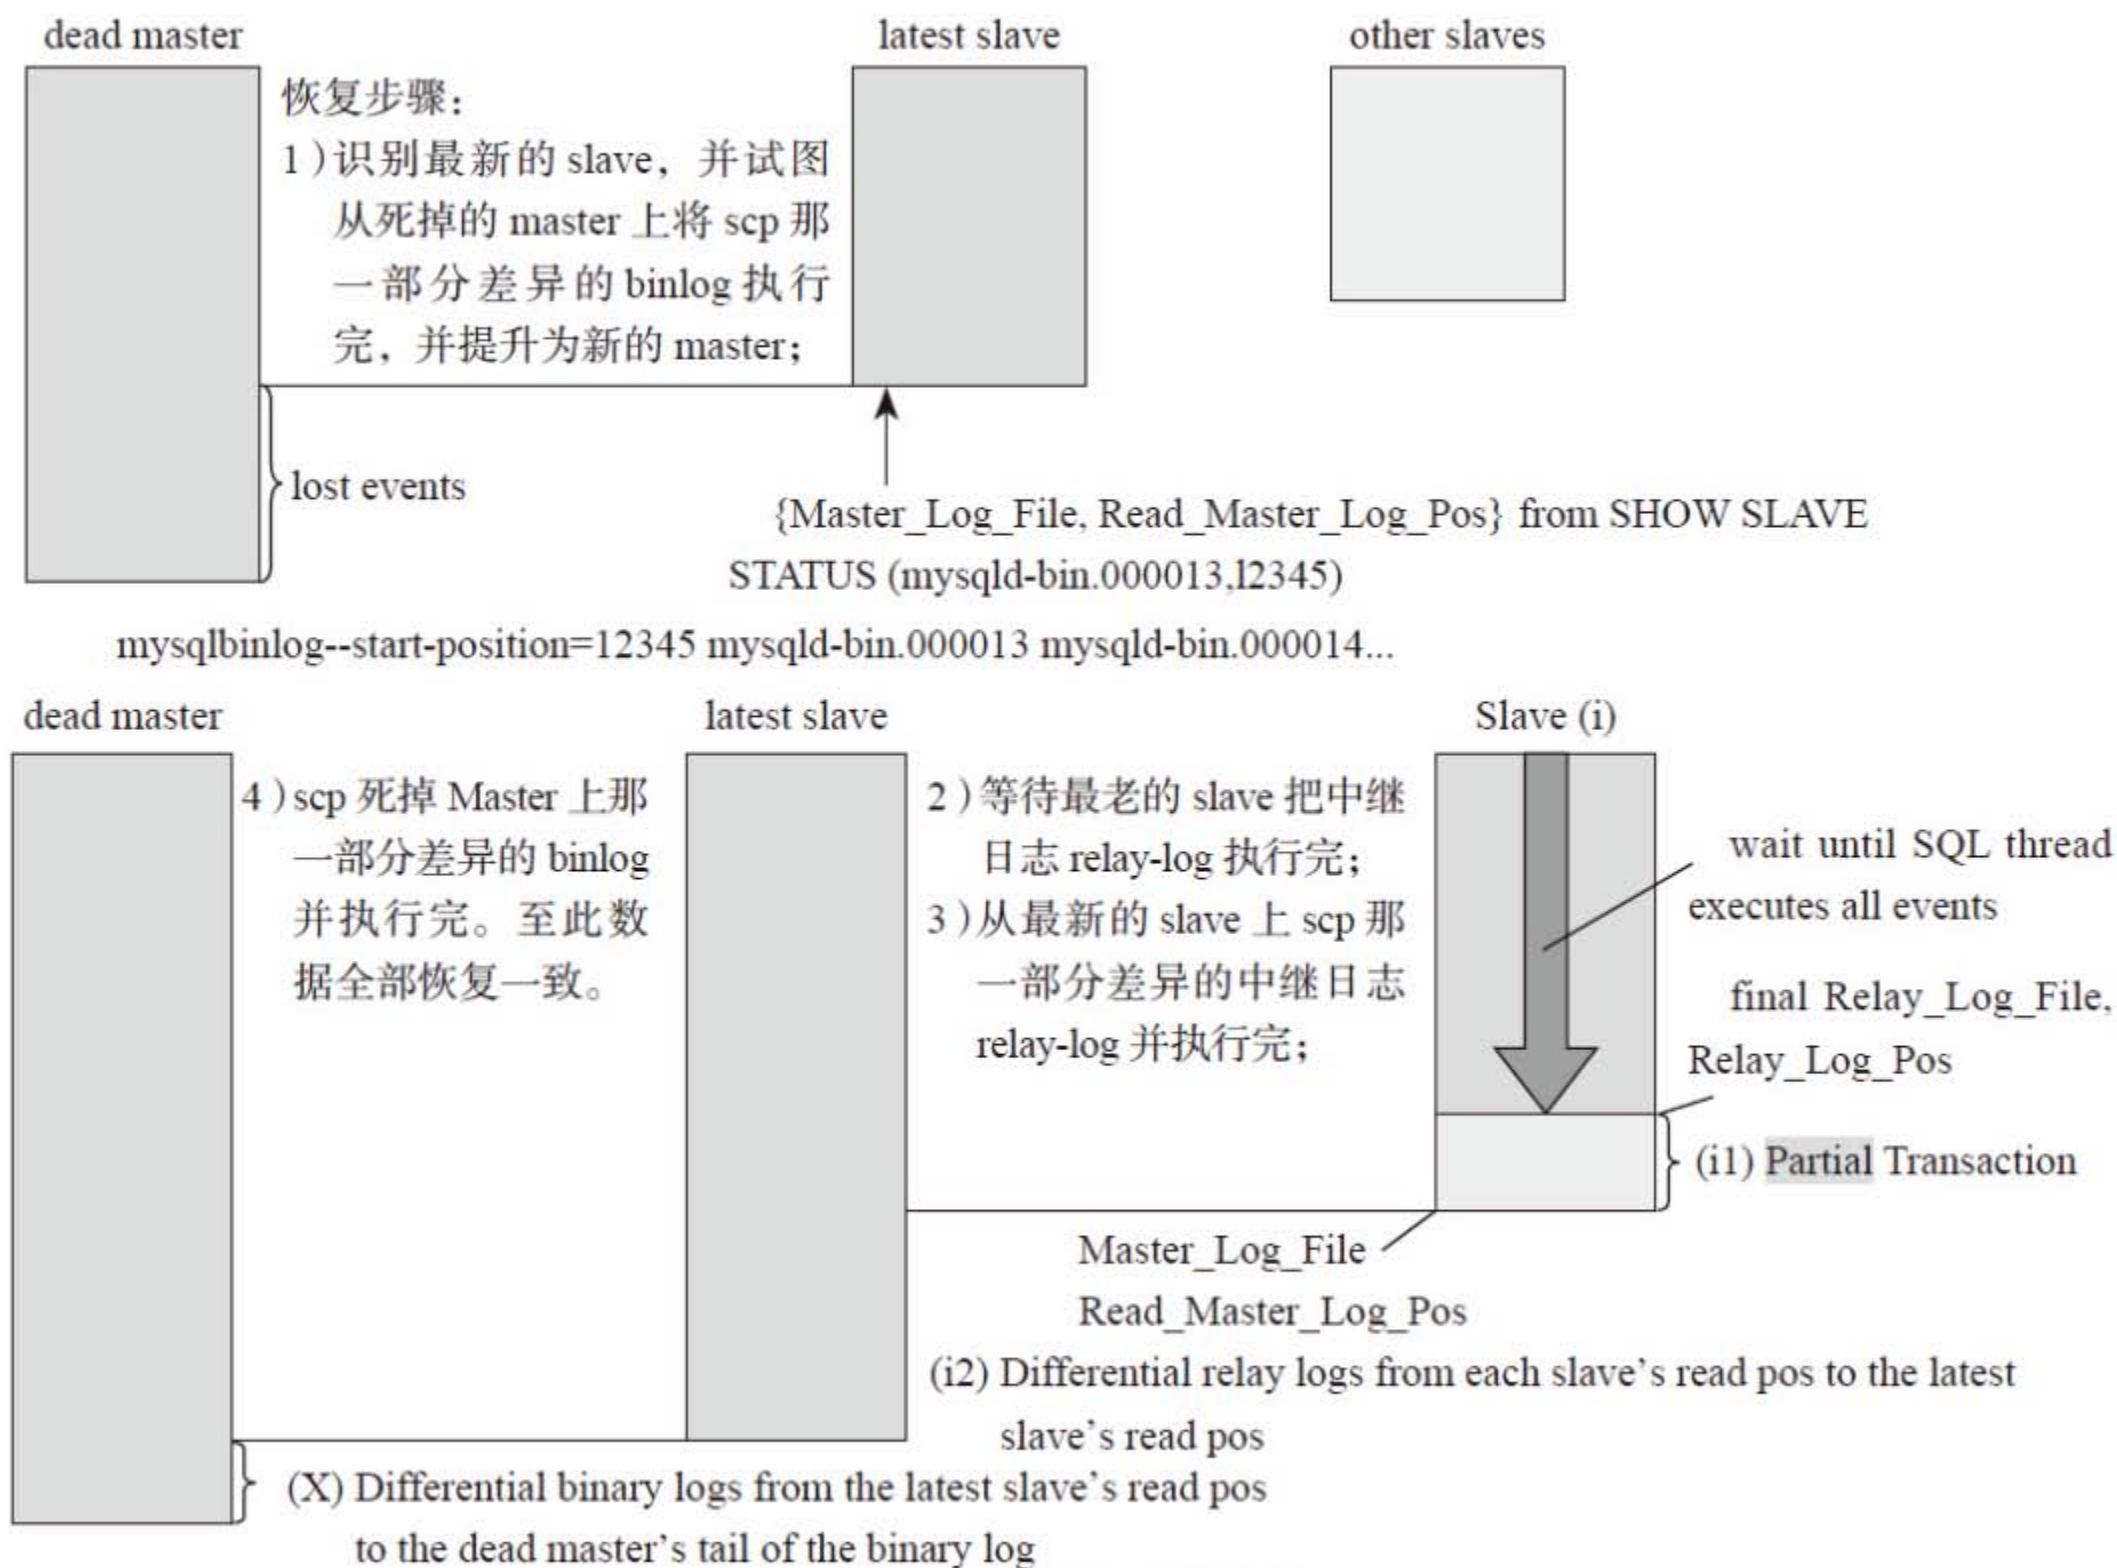 dead master
latest slave
other slaves
恢复步骤：
1）识别最新的 slave，并试图
从死掉的 master 上将 scp 那
一部分差异的 binlog 执行
完，并提升为新的 master；
lost events
{Master_Log_File, Read_Master_Log_Pos} from SHOW SLAVE
STATUS (mysqld-bin.000013,l2345)
mysqlbinlog--start-position=12345 mysqld-bin.000013 mysqld-bin.000014...
dead master
latest slave
Slave (i)
4）scp 死掉 Master 上那
一部分差异的 binlog
并执行完。至此数
据全部恢复一致。
2）等待最老的 slave 把中继
日志 relay-log 执行完；
3）从最新的 slave 上 scp 那
一部分差异的中继日志
relay-log 并执行完；
wait until SQL thread
executes all events
final Relay_Log_File,
Relay_Log_Pos
(i1) Partial Transaction
Master_Log_File
Read_Master_Log_Pos
(i2) Differential relay logs from each slave’s read pos to the latest
slave’s read pos
(X) Differential binary logs from the latest slave’s read pos
to the dead master’s tail of the binary log